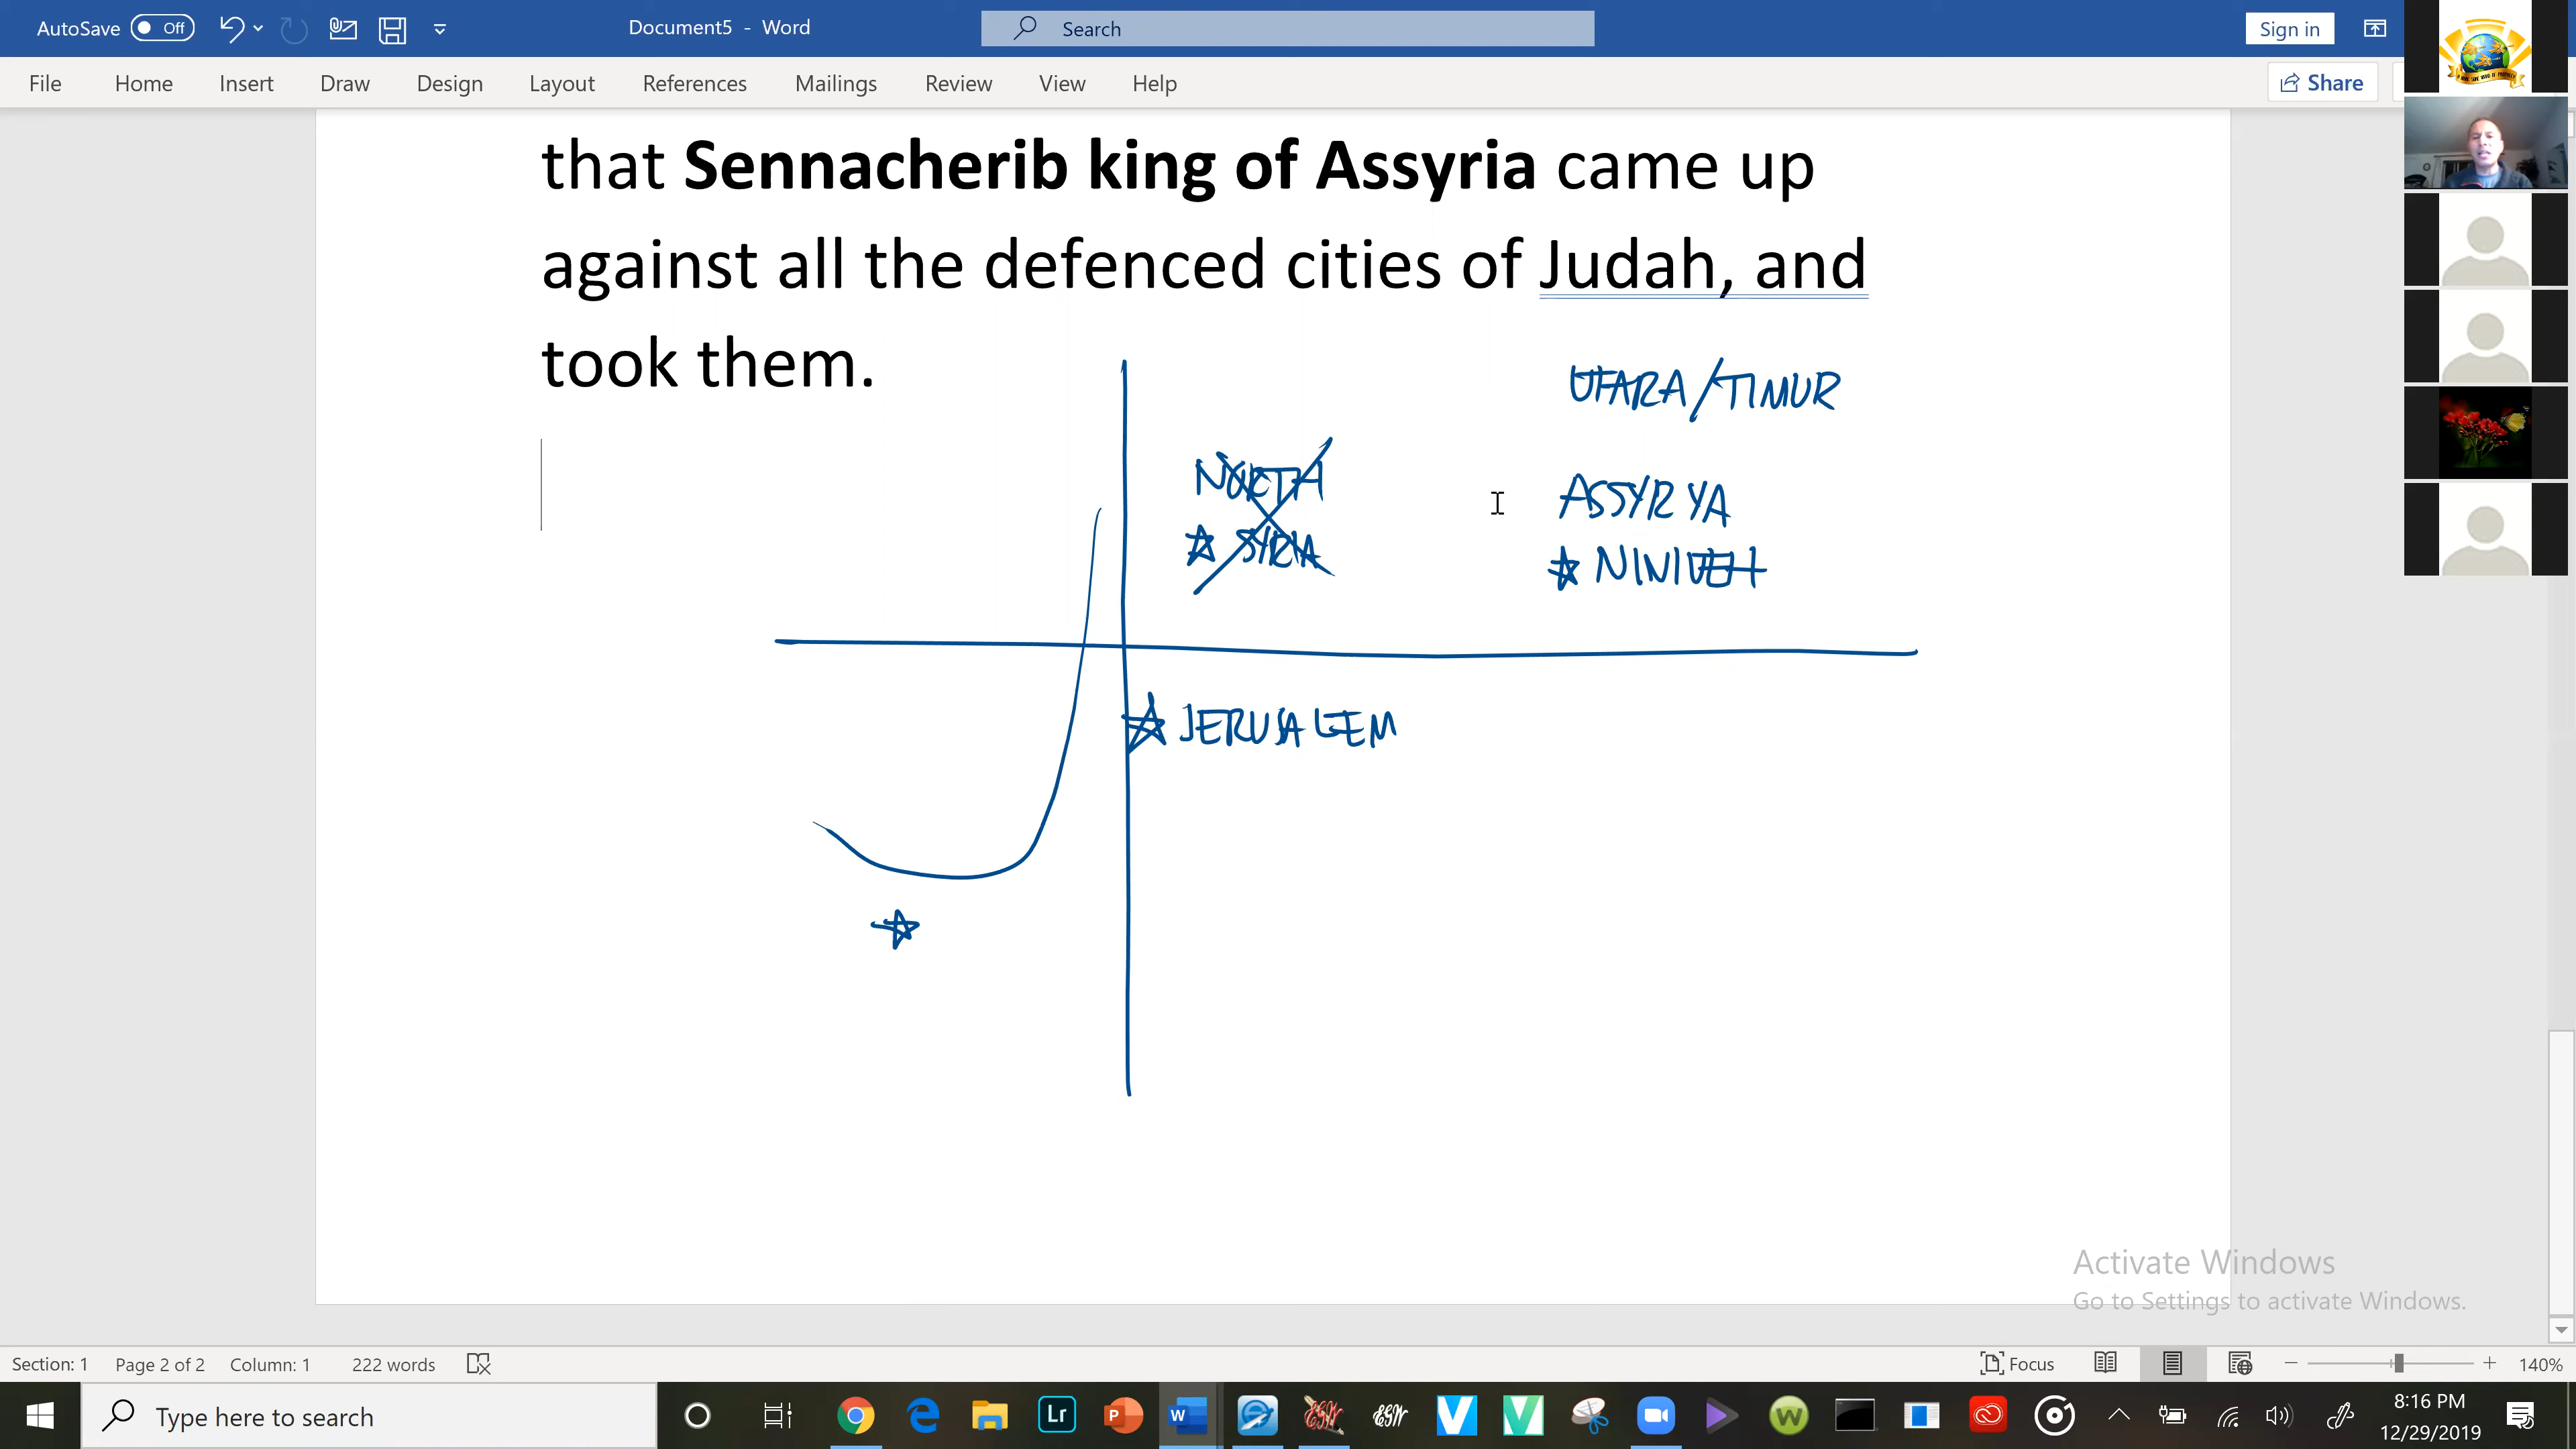 AutoSave Off Document5 - Word Search Sign in
File Home Insert Draw Design Layout References Mailings Review View Help Share
that Sennacherib king of Assyria came up
against all the defenced cities of Judah, and
took them.
UTARA/TIMUR
ASSYRYA
SYRIA
NINIVEH
JERUSALEM
Activate Windows
Go to Settings to activate Windows.
Section: 1 Page 2 of 2 Column: 1 222 words Focus 140%
Type here to search
Lr P W EGW EGW V V W
8:16 PM
12/29/2019